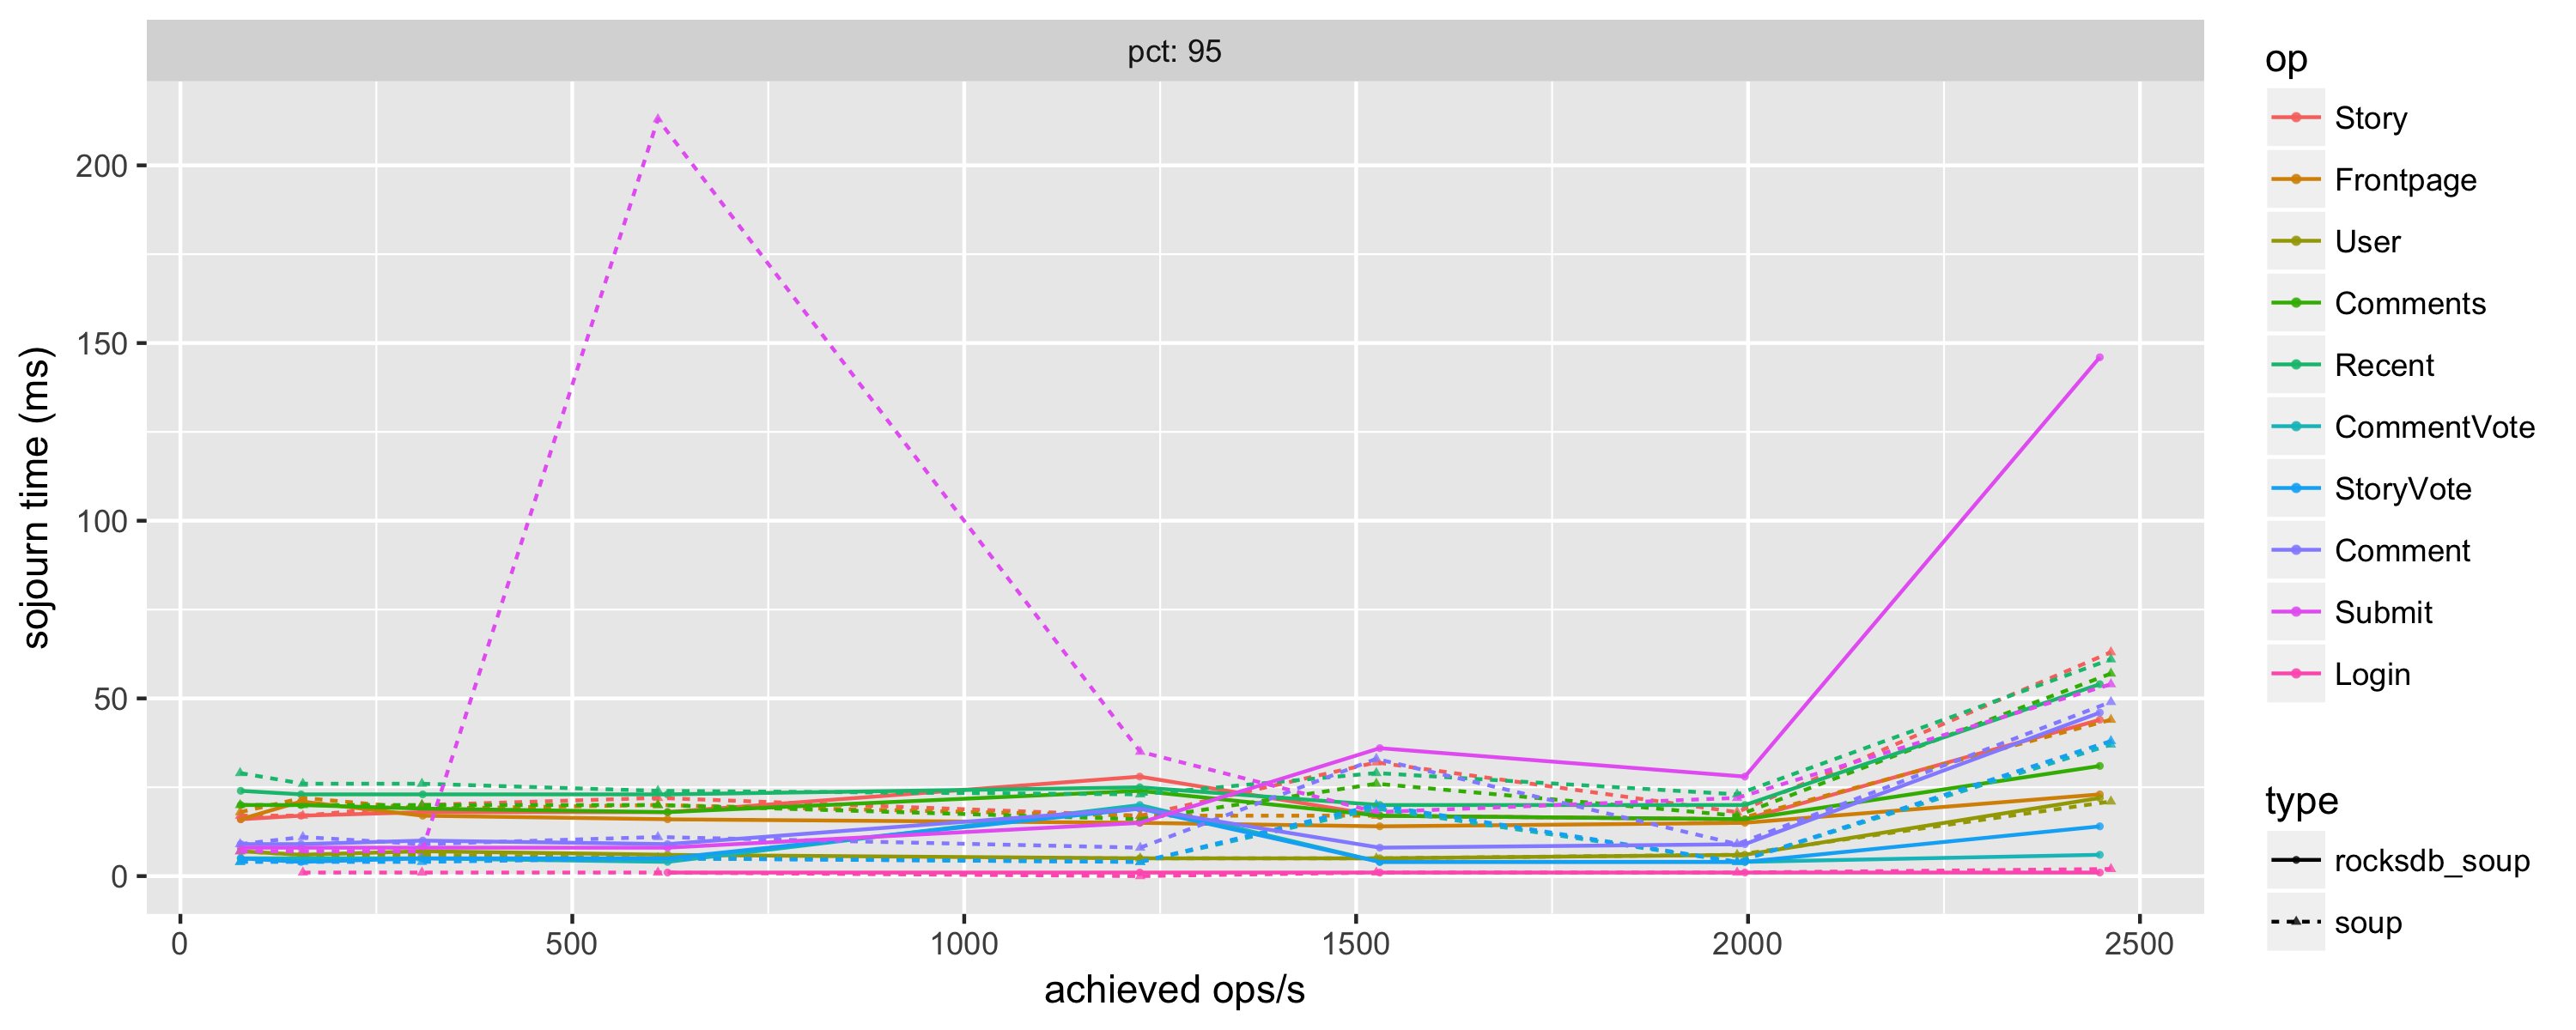 pct: 95
sojourn time (ms)
200
150
100
50
0
0 500 1000 1500 2000 2500
achieved ops/s
op
Story
Frontpage
User
Comments
Recent
CommentVote
StoryVote
Comment
Submit
Login
type
rocksdb_soup
soup